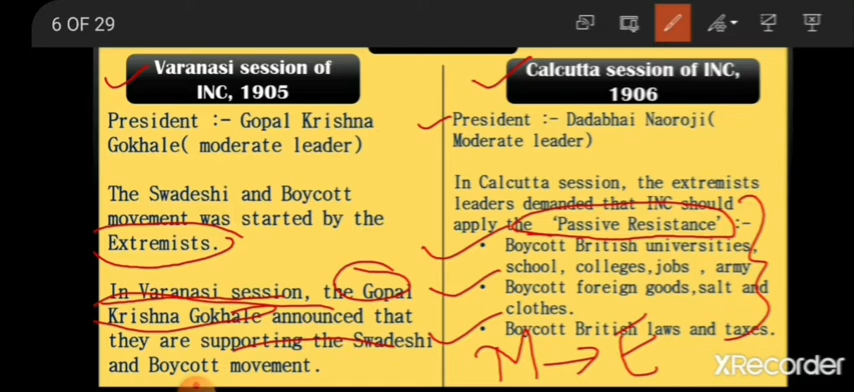 6 OF 29
Varanasi session of
INC, 1905
President :- Gopal Krishna
Gokhale( moderate leader)
The Swadeshi and Boycott
movement was started by the
Extremists.
In Varanasi session, the Gopal
Krishna Gokhale announced that
they are supporting the Swadeshi
and Boycott movement.
Calcutta session of INC,
1906
President :- Dadabhai Naoroji(
Moderate leader)
In Calcutta session, the extremists
leaders demanded that INC should
apply the 'Passive Resistance' :-
• Boycott British universities,
school, colleges,jobs , army
• Boycott foreign goods,salt and
clothes.
• Boycott British laws and taxes.
M → E
XRecorder